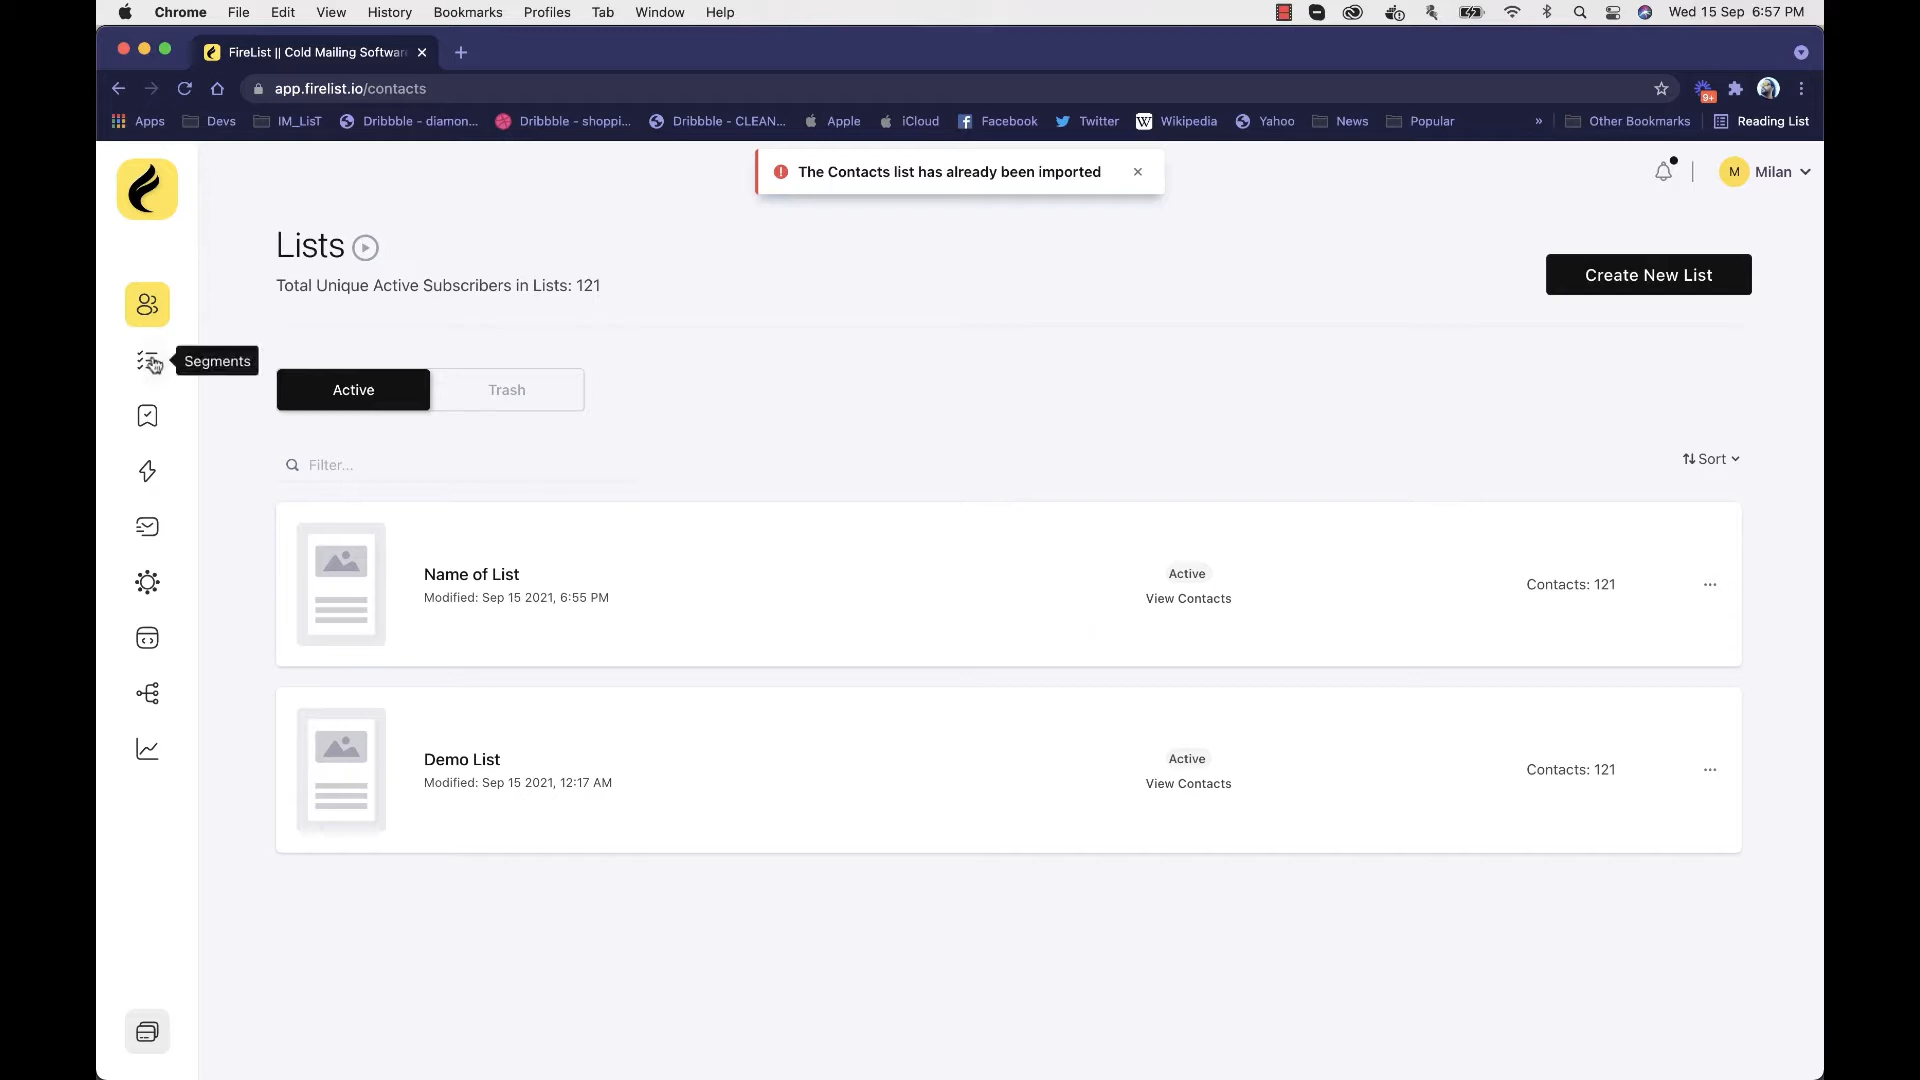 Chrome File Edit View History Bookmarks Profiles Tab Window Help Wed 15 Sep 6:57 PM
FireList || Cold Mailing Softwar
app.firelist.io/contacts
9+
Apps Devs IM_LisT Dribbble - diamon... Dribbble - shoppi... Dribbble - CLEAN... Apple iCloud Facebook Twitter Wikipedia Yahoo News Popular » Other Bookmarks Reading List
The Contacts list has already been imported
M Milan
Lists
Total Unique Active Subscribers in Lists: 121
Create New List
Segments
Active Trash
Filter...
Sort
Name of List
Modified: Sep 15 2021, 6:55 PM
Active
View Contacts
Contacts: 121
Demo List
Modified: Sep 15 2021, 12:17 AM
Active
View Contacts
Contacts: 121